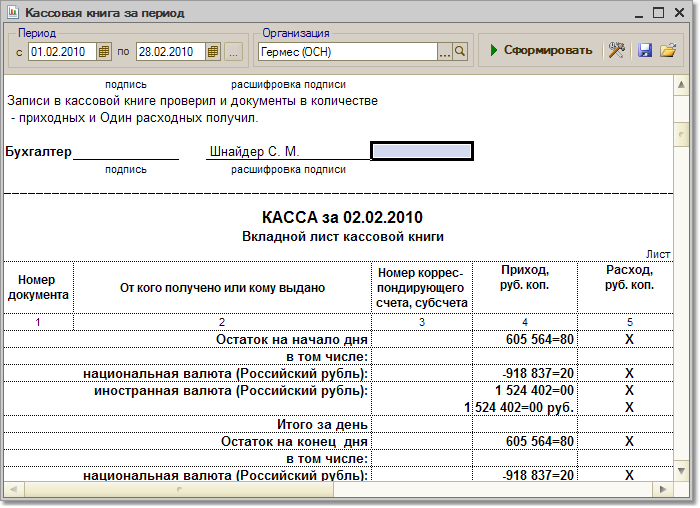 Кассовая книга за период
Период
Организация
с 01.02.2010 по 28.02.2010 ...
Гермес (ОСН) ...
Сформировать
подпись расшифровка подписи
Записи в кассовой книге проверил и документы в количестве
- приходных и Один расходных получил.
Бухгалтер Шнайдер С. М.
подпись расшифровка подписи
КАССА за 02.02.2010
Вкладной лист кассовой книги
Лист
Номер документа От кого получено или кому выдано Номер коррес-пондирующего счета, субсчета Приход, руб. коп. Расход, руб. коп.
1 2 3 4 5
Остаток на начало дня 605 564=80 X
в том числе:
национальная валюта (Российский рубль): -918 837=20 X
иностранная валюта (Российский рубль): 1 524 402=00 X
1 524 402=00 руб. X
Итого за день
Остаток на конец дня 605 564=80 X
в том числе:
национальная валюта (Российский рубль): -918 837=20 X